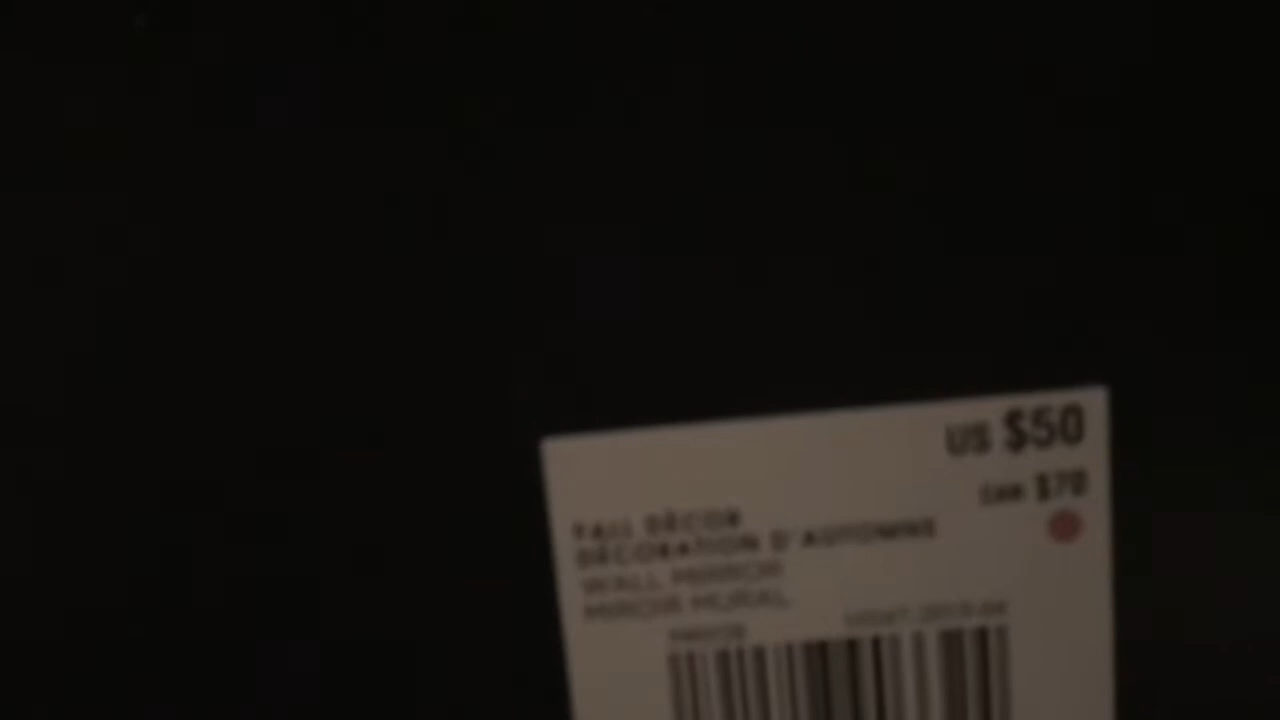 US $50
CAN $70
FALL DÉCOR
DÉCORATION D'AUTOMNE
WALL MIRROR
MIROIR MURAL